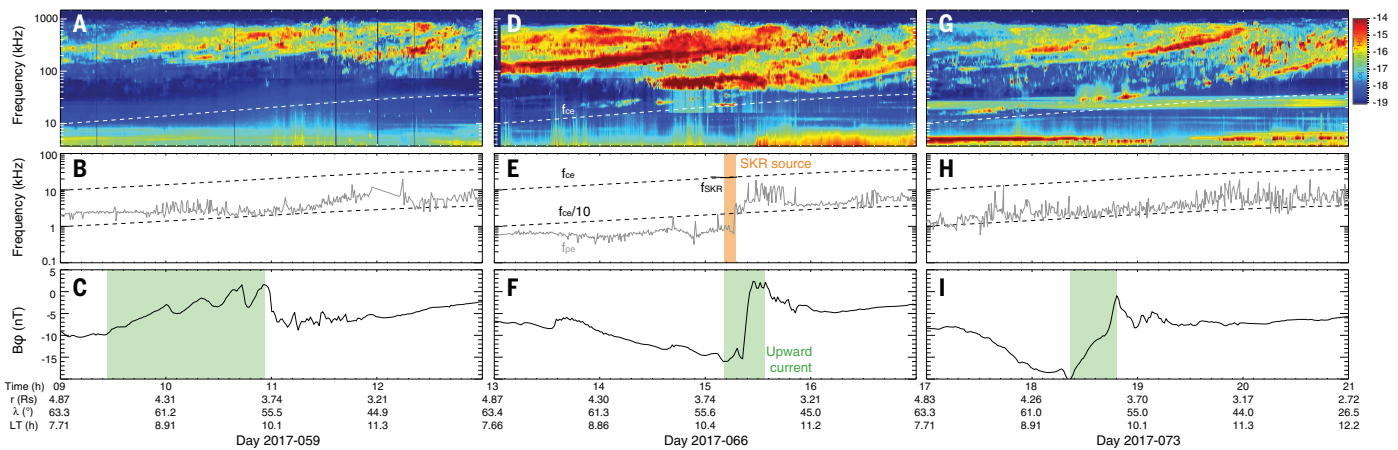 A
D
G
Frequency (kHz)
1000
100
10
fce
-14
-15
-16
-17
-18
-19
B
E
H
Frequency (kHz)
100
10
1.0
0.1
fce
fSKR
fce/10
fpe
SKR source
C
F
I
Bφ (nT)
5
0
-5
-10
-15
Upward
current
Time (h) 09 10 11 12 13 14 15 16 17 18 19 20 21
r (Rs) 4.87 4.31 3.74 3.21 4.87 4.30 3.74 3.21 4.83 4.26 3.70 3.17 2.72
λ (°) 63.3 61.2 55.5 44.9 63.4 61.3 55.6 45.0 63.3 61.0 55.0 44.0 26.5
LT (h) 7.71 8.91 10.1 11.3 7.66 8.86 10.4 11.2 7.71 8.91 10.1 11.3 12.2
Day 2017-059 Day 2017-066 Day 2017-073